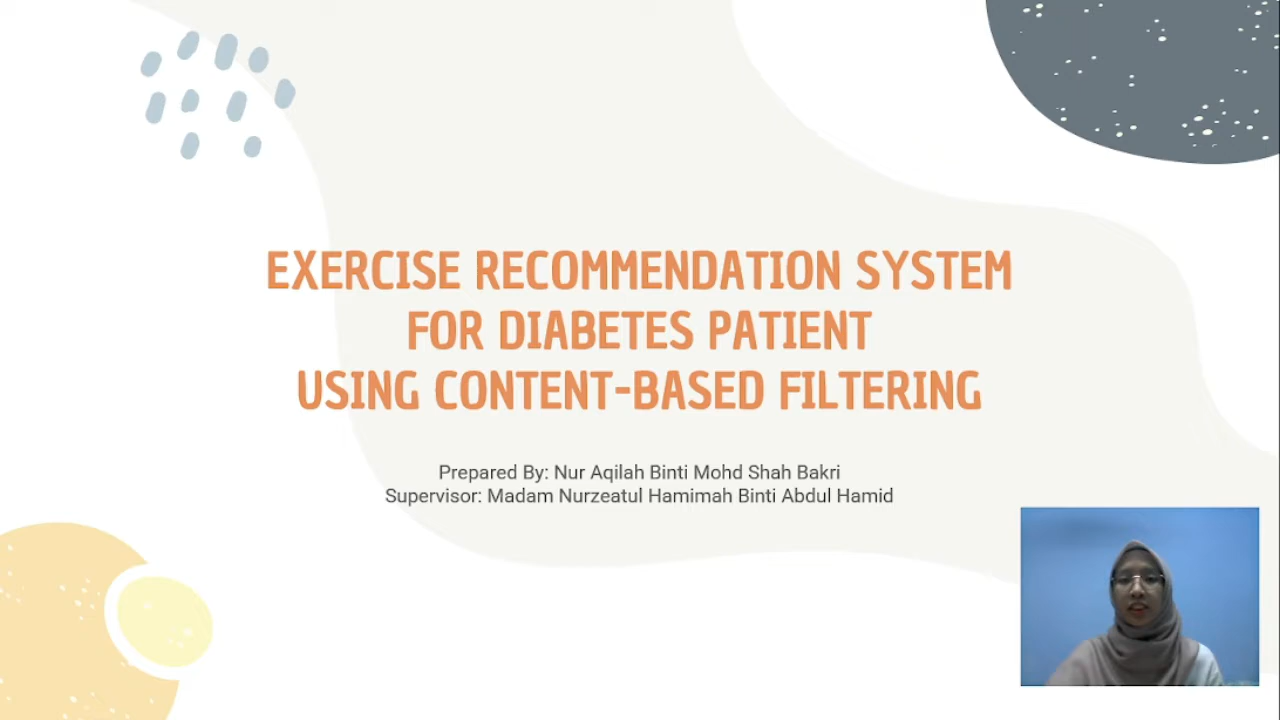 EXERCISE RECOMMENDATION SYSTEM
FOR DIABETES PATIENT
USING CONTENT-BASED FILTERING
Prepared By: Nur Aqilah Binti Mohd Shah Bakri
Supervisor: Madam Nurzeatul Hamimah Binti Abdul Hamid